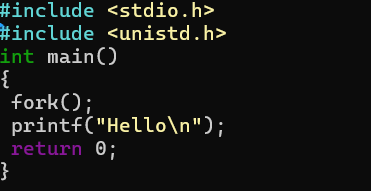 #include <stdio.h>
#include <unistd.h>
int main()
{
 fork();
 printf("Hello\n");
 return 0;
}